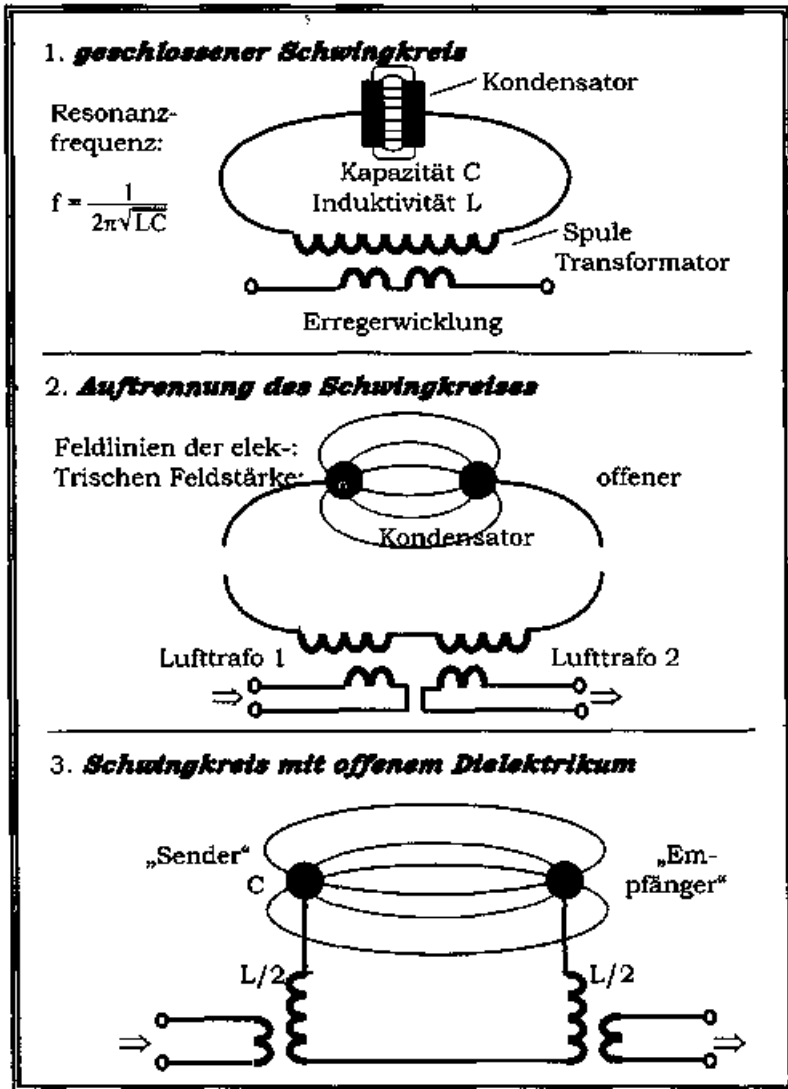 1. geschlossener Schwingkreis
Kondensator
Resonanz-
frequenz:
f = 1
2π√LC
Kapazität C
Induktivität L
Spule
Transformator
Erregerwicklung
2. Auftrennung des Schwingkreises
Feldlinien der elek-:
Trischen Feldstärke:
offener
Kondensator
Lufttrafo 1
Lufttrafo 2
3. Schwingkreis mit offenem Dielektrikum
„Sender“
C
„Em-
pfänger“
L/2
L/2